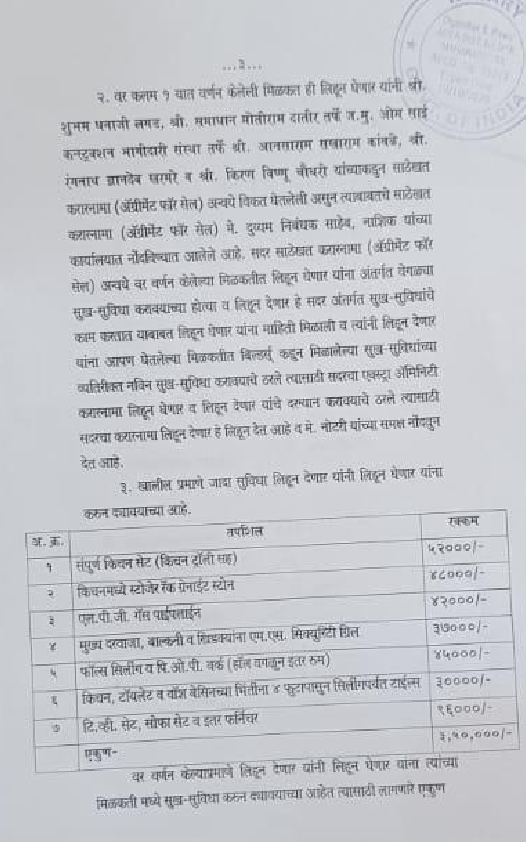 ...३...
२. वर कलम १ यात वर्णन केलेली मिळकत ही लिहून घेणार यांनी श्री.
शुभम धनाजी लगड, श्री. समाधान मोतीराम दातीर तर्फे ज.मु. ओम साई
कन्ट्रक्शन भागीदारी संस्था तर्फे श्री. आत्माराम सखाराम कांबळे, श्री.
रंगनाथ ज्ञानदेव खरमरे व श्री. किरण विष्णू चौधरी यांच्याकडून साठेखत
करारनामा (ॲग्रीमेंट फॉर सेल) अन्वये विकत घेतलेली असुन त्याबाबतचे साठेखत
करारनामा (ॲग्रीमेंट फॉर सेल) मे. दुय्यम निबंधक साहेब, नाशिक यांच्या
कार्यालयात नोंदविण्यात आलेले आहे. सदर साठेखत करारनामा (ॲग्रीमेंट फॉर
सेल) अन्वये वर वर्णन केलेल्या मिळकतीत लिहून घेणार यांना अंतर्गत वेगळ्या
सुख-सुविधा करावयाच्या होत्या व लिहून देणार हे सदर अंतर्गत सुख-सुविधांचे
काम करतात याबाबत लिहून घेणार यांना माहिती मिळाली व त्यांनी लिहून देणार
यांना आपण घेतलेल्या मिळकतीत बिल्डर्स् कडून मिळालेल्या सुख-सुविधांच्या
व्यतिरीक्त नविन सुख-सुविधा करावयाचे ठरले त्यासाठी सदरचा एक्स्ट्रा ॲमिनिटी
करारनामा लिहून घेणार व लिहून देणार यांचे दरम्यान करावयाचे ठरले त्यासाठी
सदरचा करारनामा लिहून देणार हे लिहून देत आहे व मे. नोटरी यांच्या समक्ष नोंदवुन
देत आहे.
३. खालील प्रमाणे जादा सुविधा लिहून देणार यांनी लिहून घेणार यांना
करुन द्यावयाच्या आहे.
अ. क्र. तपशिल रक्कम
१ संपुर्ण किचन सेट (किचन ट्रॉली सह) ५२०००/-
२ किचनमध्ये स्टोरेज रॅक ग्रेनाईट स्टोन ४८०००/-
३ एल.पी.जी. गॅस पाईपलाईन ४२०००/-
४ मुख्य दरवाजा, बाल्कनी व खिडक्यांना एम.एस. सिक्युरिटी ग्रिल ३७०००/-
५ फॉल्स सिलींग व पि.ओ.पी. वर्क (हॉल वगळून इतर रुम) ४५०००/-
६ किचन, टॉयलेट व वॉश बेसिनच्या भिंतींना ४ फुटापासुन सिलींगपर्यंत टाईल्स ३००००/-
७ टि.व्ही. सेट, सोफा सेट व इतर फर्निचर ५६०००/-
एकुण- ३,१०,०००/-
वर वर्णन केल्याप्रमाणे लिहून देणार यांनी लिहून घेणार यांना त्यांच्या
मिळकती मध्ये सुख-सुविधा करुन द्यावयाच्या आहेत त्यासाठी लागणारे एकुण